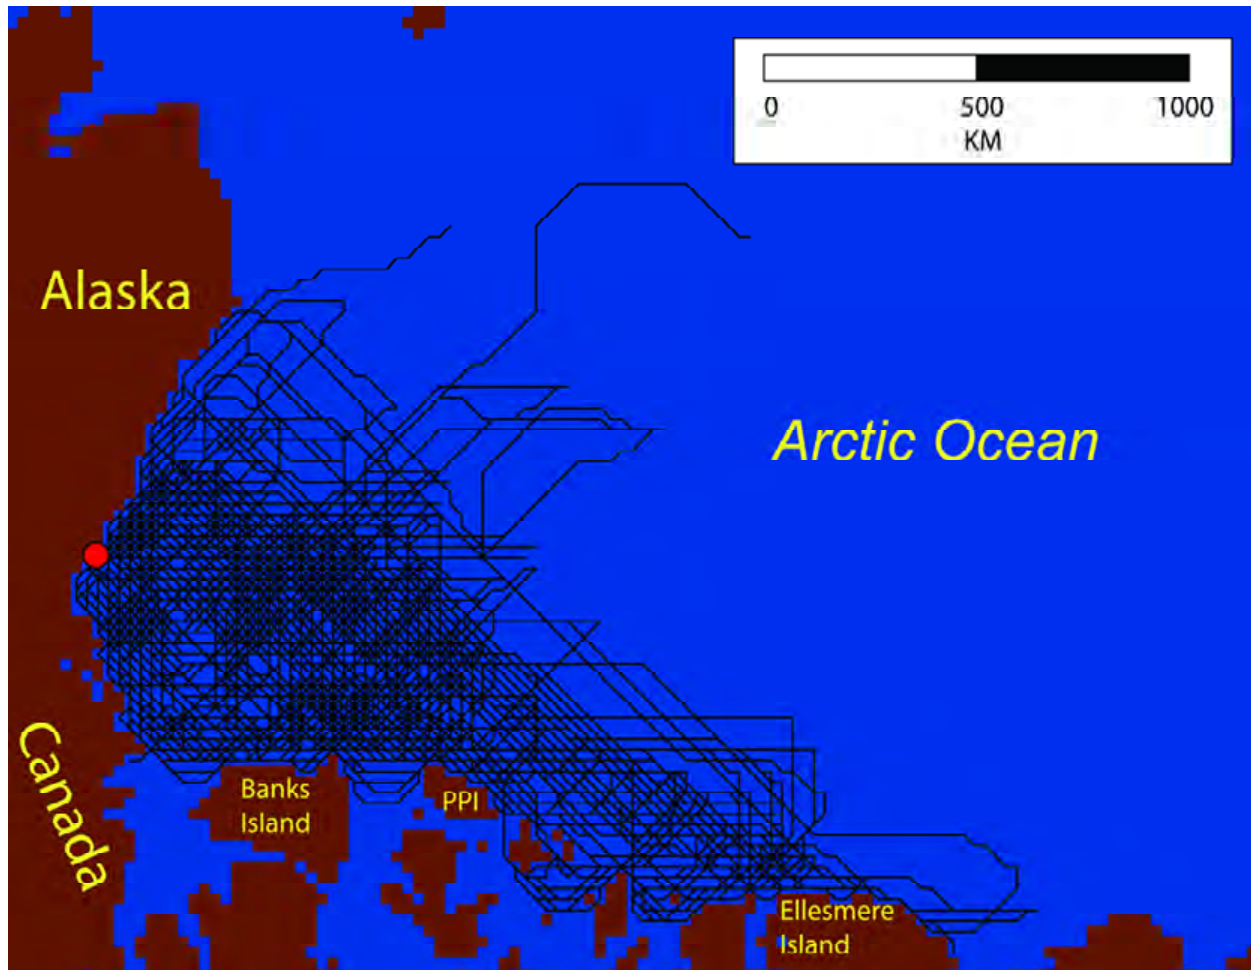 0 500 1000
KM
Alaska
Arctic Ocean
Canada
Banks
Island
PPI
Ellesmere
Island